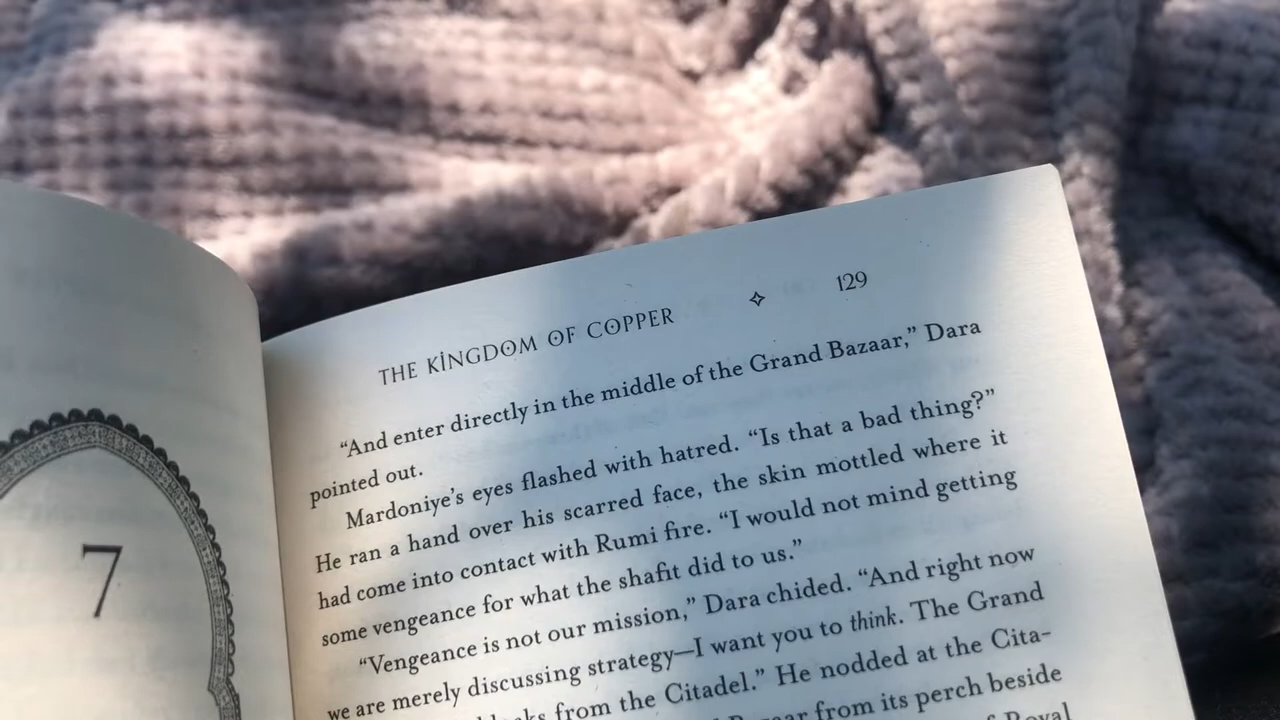 7
THE KINGDOM OF COPPER ✧ 129
“And enter directly in the middle of the Grand Bazaar,” Dara
pointed out.
Mardoniye’s eyes flashed with hatred. “Is that a bad thing?”
He ran a hand over his scarred face, the skin mottled where it
had come into contact with Rumi fire. “I would not mind getting
some vengeance for what the shafit did to us.”
“Vengeance is not our mission,” Dara chided. “And right now
we are merely discussing strategy—I want you to think. The Grand
from the Citadel.” He nodded at the Cita-
from its perch beside
Royal